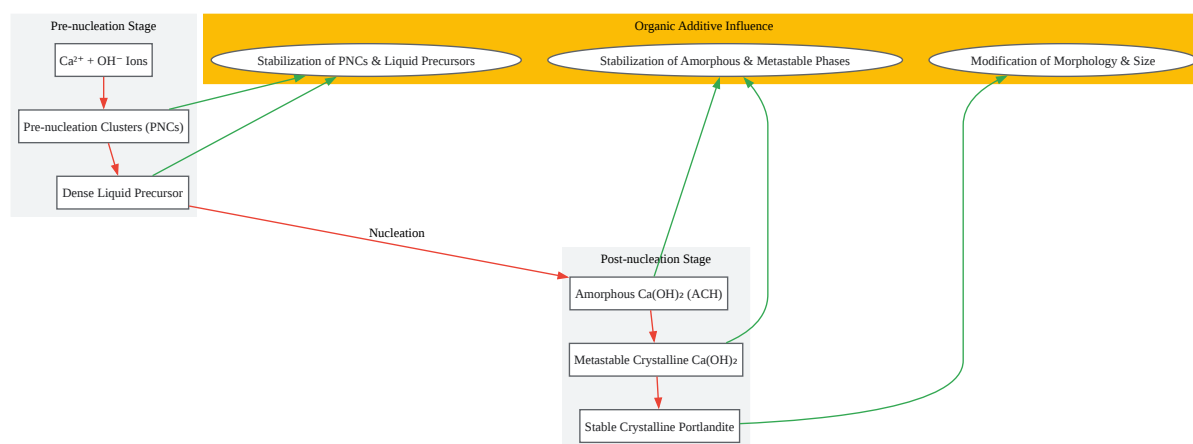 Pre-nucleation Stage
Organic Additive Influence
Ca²⁺ + OH⁻ Ions
Stabilization of PNCs & Liquid Precursors
Stabilization of Amorphous & Metastable Phases
Modification of Morphology & Size
Pre-nucleation Clusters (PNCs)
Dense Liquid Precursor
Nucleation
Post-nucleation Stage
Amorphous Ca(OH)₂ (ACH)
Metastable Crystalline Ca(OH)₂
Stable Crystalline Portlandite